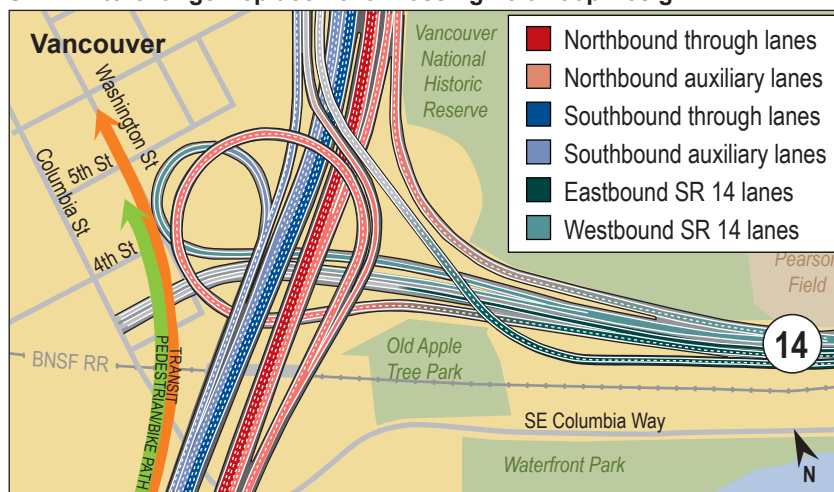 Vancouver
Washington St
5th St
Columbia St
4th St
BNSF RR
TRANSIT
PEDESTRIAN/BIKE PATH
Vancouver
National
Historic
Reserve
Northbound through lanes
Northbound auxiliary lanes
Southbound through lanes
Southbound auxiliary lanes
Eastbound SR 14 lanes
Westbound SR 14 lanes
Pearson
Field
14
Old Apple
Tree Park
SE Columbia Way
Waterfront Park
N